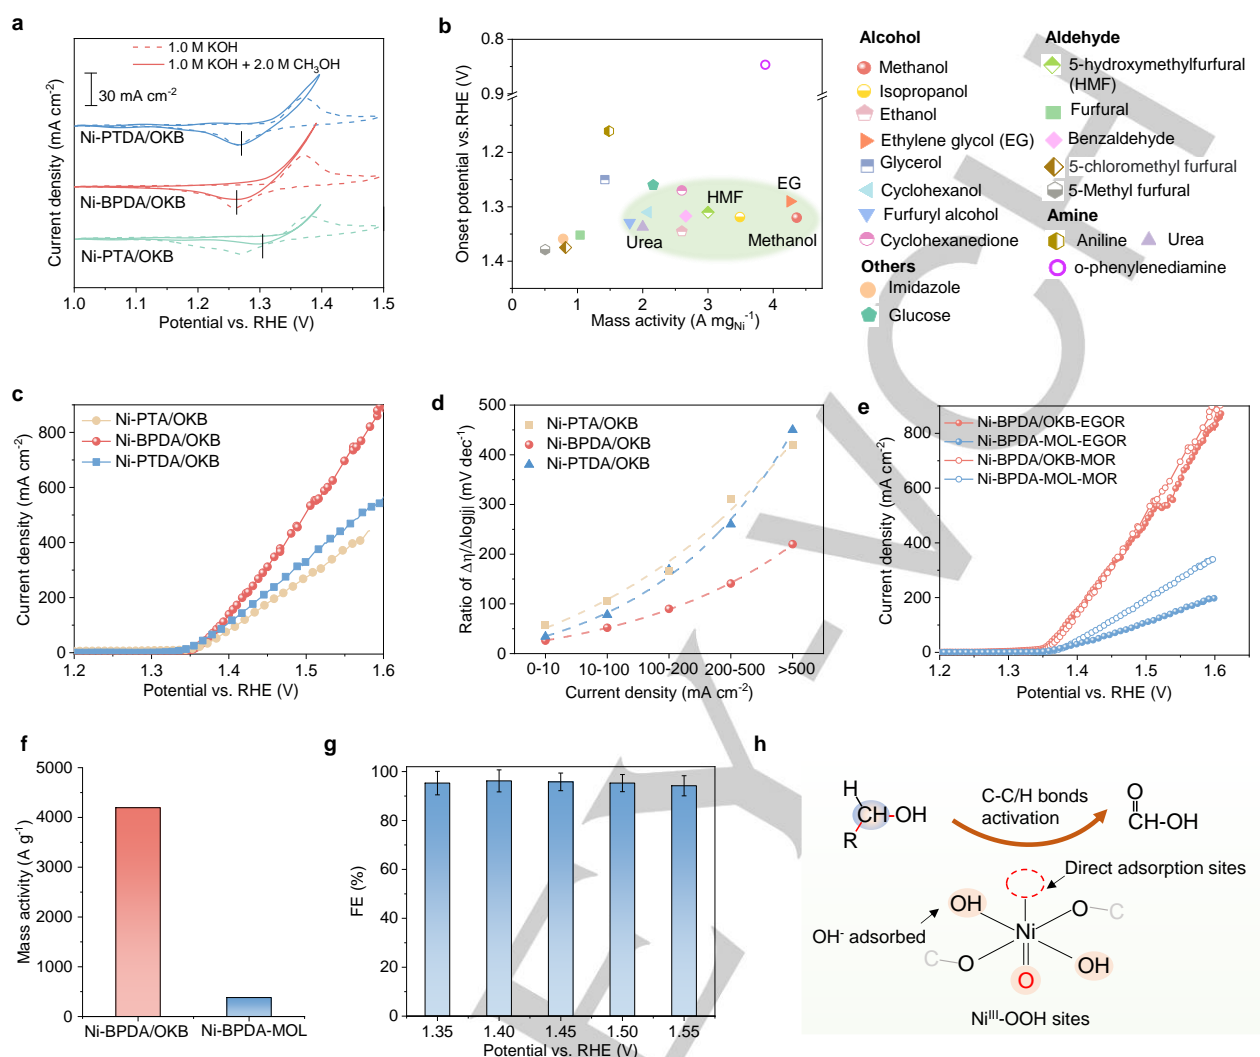 a
1.0 M KOH
1.0 M KOH + 2.0 M CH3OH
30 mA cm-2
Ni-PTDA/OKB
Ni-BPDA/OKB
Ni-PTA/OKB
Current density (mA cm-2)
1.0 1.1 1.2 1.3 1.4 1.5
Potential vs. RHE (V)
b
Onset potential vs.RHE (V)
0.8
0.9
1.2
1.3
1.4
HMF
EG
Urea
Methanol
0 1 2 3 4
Mass activity (A mgNi-1)
Alcohol
Methanol
Isopropanol
Ethanol
Ethylene glycol (EG)
Glycerol
Cyclohexanol
Furfuryl alcohol
Cyclohexanedione
Others
Imidazole
Glucose
Aldehyde
5-hydroxymethylfurfural
(HMF)
Furfural
Benzaldehyde
5-chloromethyl furfural
5-Methyl furfural
Amine
Aniline Urea
o-phenylenediamine
c
Ni-PTA/OKB
Ni-BPDA/OKB
Ni-PTDA/OKB
Current density (mA cm-2)
800
600
400
200
0
1.2 1.3 1.4 1.5 1.6
Potential vs. RHE (V)
d
Ni-PTA/OKB
Ni-BPDA/OKB
Ni-PTDA/OKB
Ratio of Δη/Δlog|j| (mV dec-1)
500
400
300
200
100
0
0-10 10-100 100-200 200-500 >500
Current density (mA cm-2)
e
Ni-BPDA/OKB-EGOR
Ni-BPDA-MOL-EGOR
Ni-BPDA/OKB-MOR
Ni-BPDA-MOL-MOR
Current density (mA cm-2)
800
600
400
200
0
1.2 1.3 1.4 1.5 1.6
Potential vs. RHE (V)
f
Mass activity (A g-1)
5000
4000
3000
2000
1000
0
Ni-BPDA/OKB Ni-BPDA-MOL
g
FE (%)
100
80
60
40
20
0
1.35 1.40 1.45 1.50 1.55
Potential vs. RHE (V)
h
H
CH-OH
R
C-C/H bonds
activation
O
CH-OH
Direct adsorption sites
OH
O C
OH- adsorbed
Ni
C O
OH
O
NiIII-OOH sites